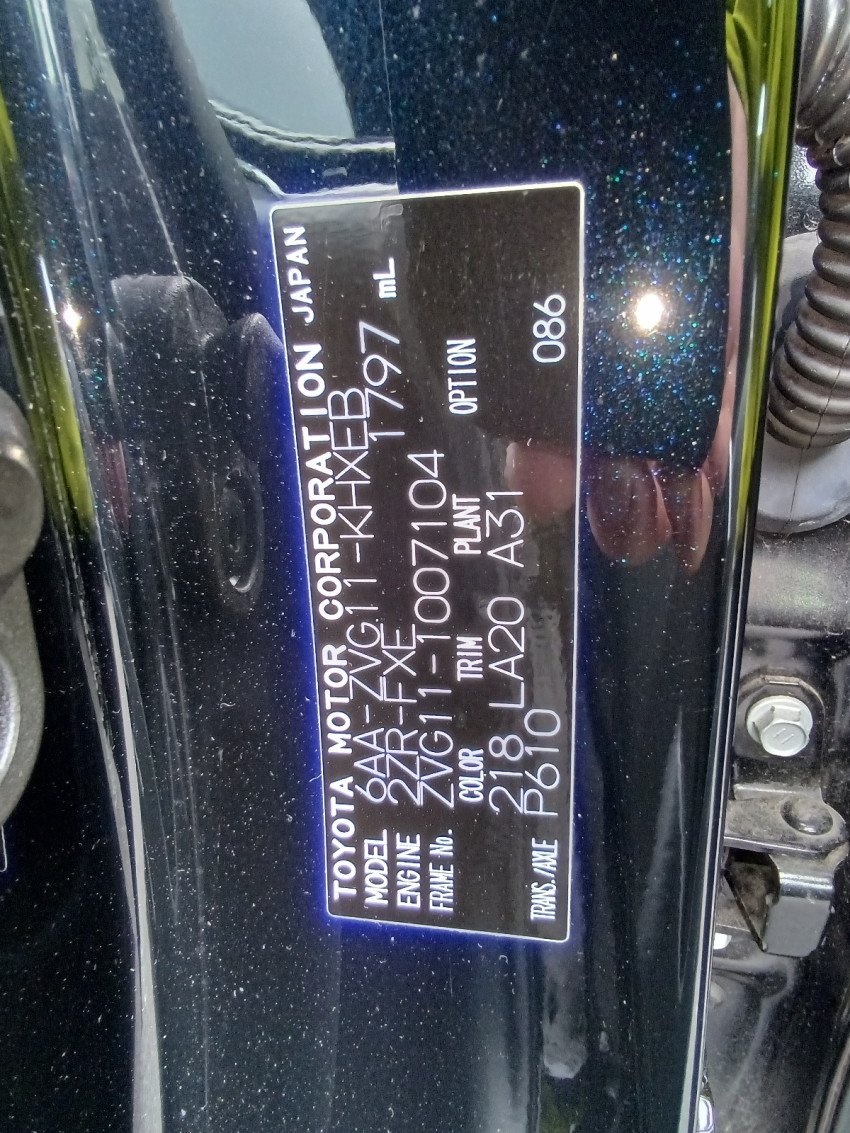 TOYOTA MOTOR CORPORATION JAPAN
MODEL 6AA-ZVG11-KHXEB
ENGINE 2ZR-FXE 1797 mL
FRAME No. ZVG11-1007104
COLOR TRIM PLANT OPTION
218 LA20 A31
TRANS./AXLE P610 086